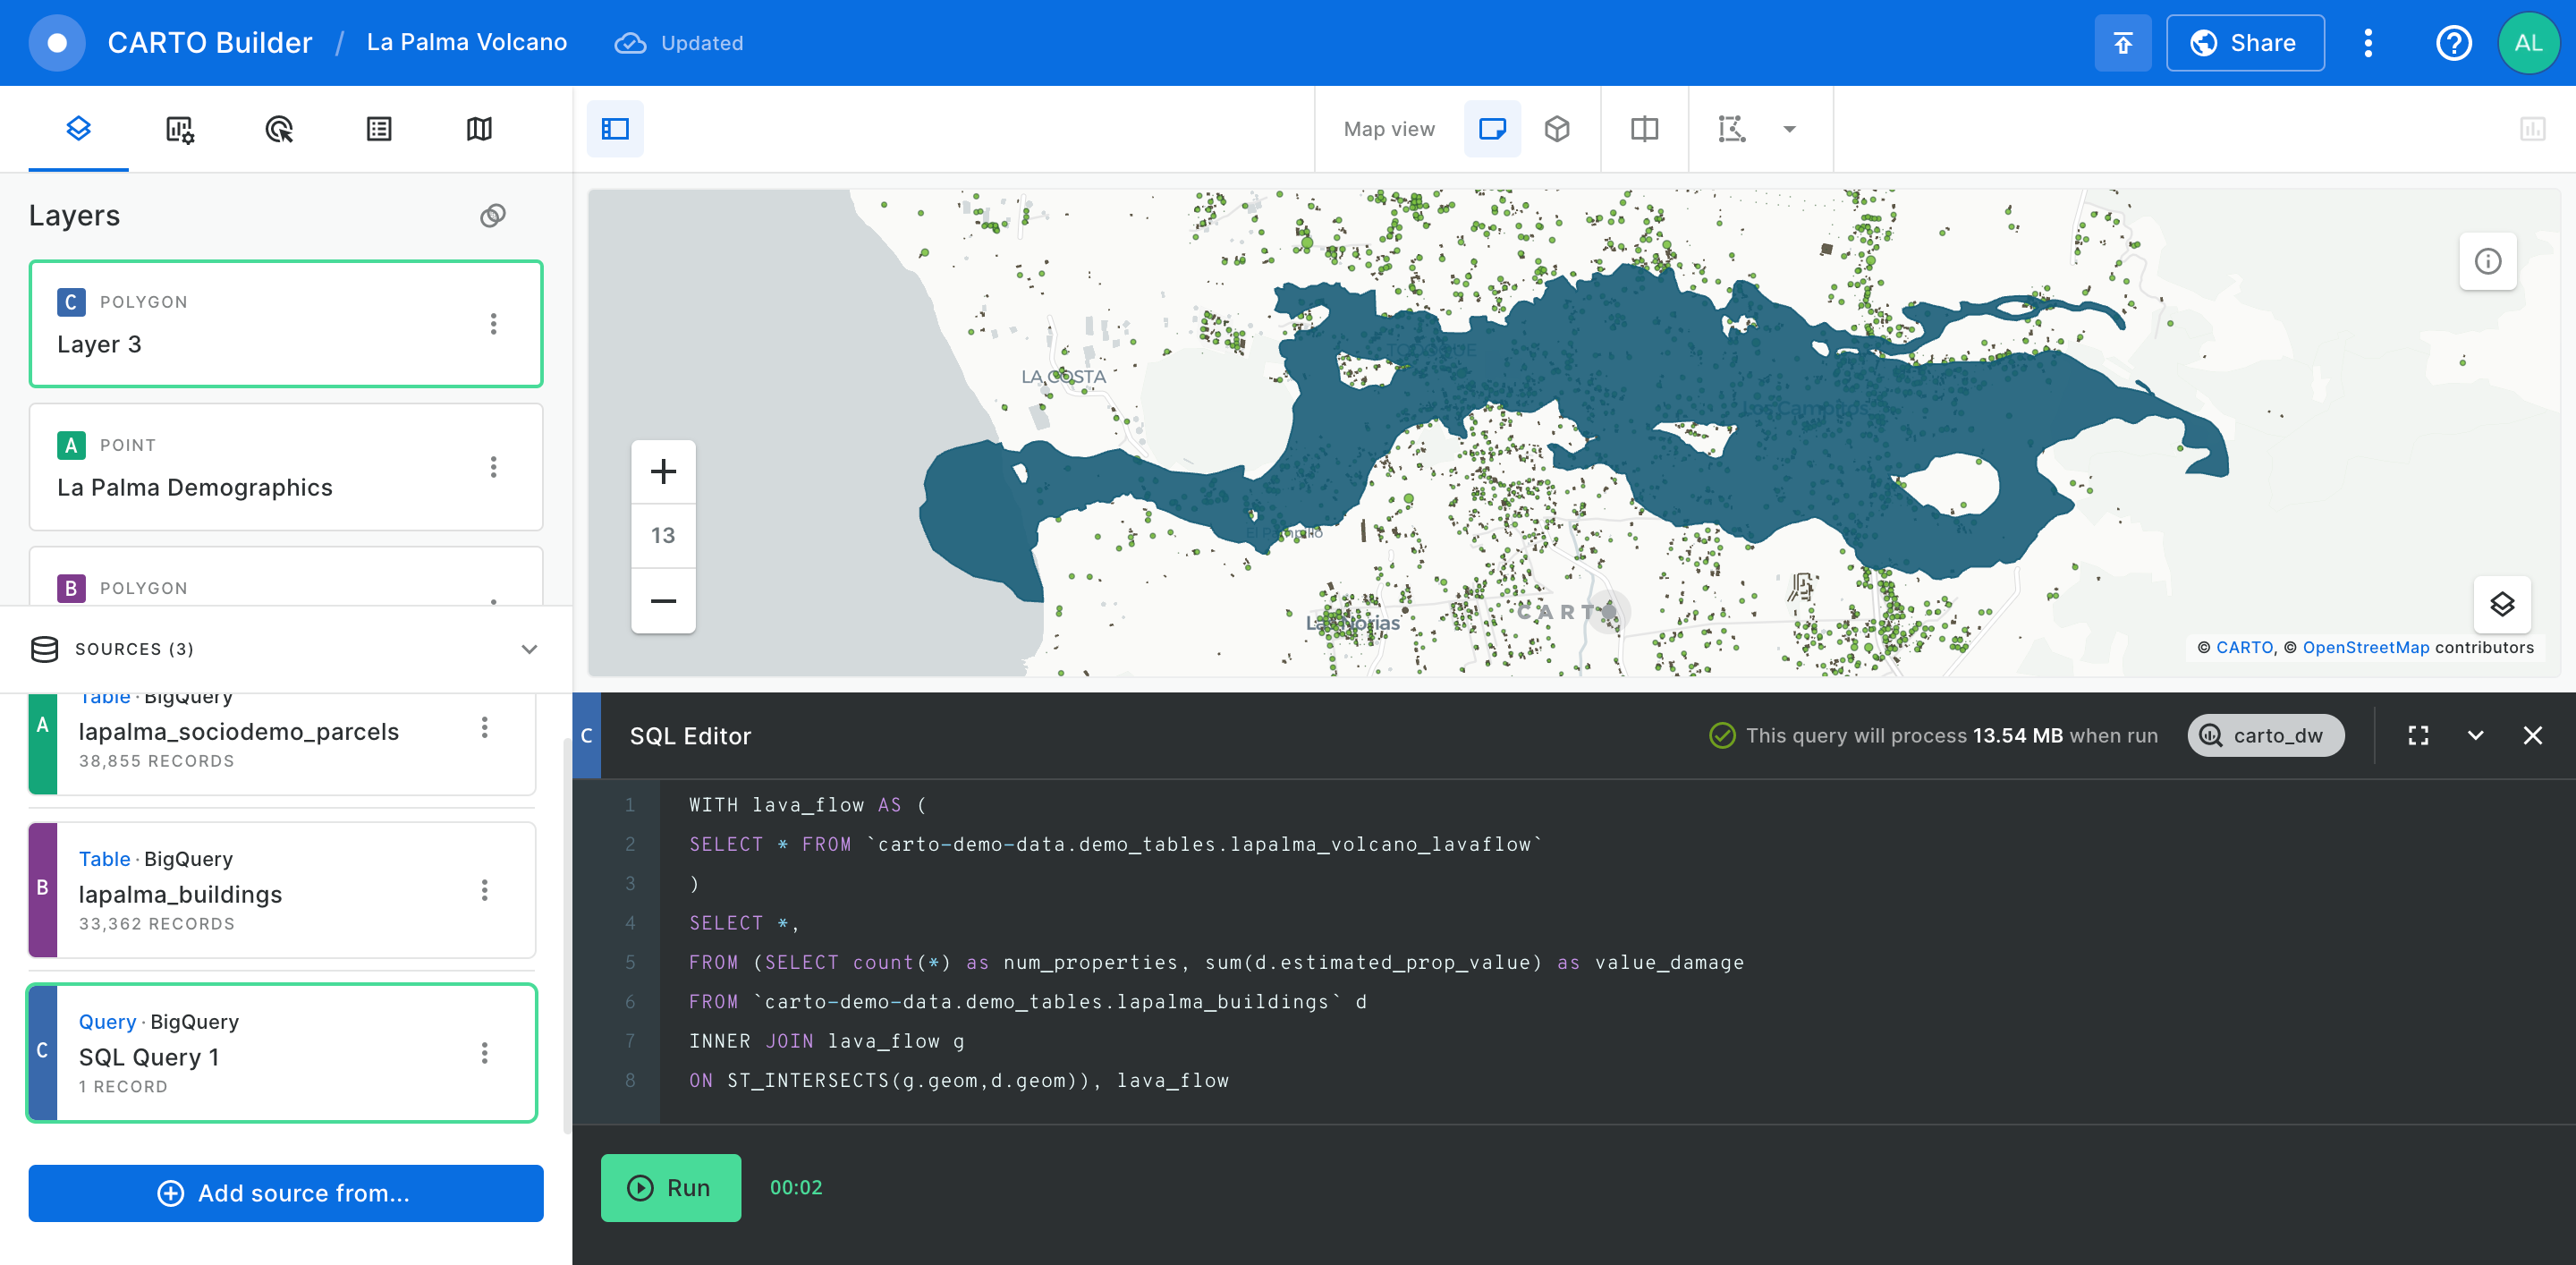 CARTO Builder / La Palma Volcano Updated Share AL
Map view
Layers
C POLYGON
Layer 3
A POINT
La Palma Demographics
B POLYGON
SOURCES (3)
A Table · BigQuery
lapalma_sociodemo_parcels
38,855 RECORDS
B Table · BigQuery
lapalma_buildings
33,362 RECORDS
C Query · BigQuery
SQL Query 1
1 RECORD
Add source from...
LA COSTA
Los Campitos
Las Norias
13
CARTO
© CARTO, © OpenStreetMap contributors
C SQL Editor This query will process 13.54 MB when run carto_dw
1 WITH lava_flow AS (
2 SELECT * FROM `carto-demo-data.demo_tables.lapalma_volcano_lavaflow`
3 )
4 SELECT *,
5 FROM (SELECT count(*) as num_properties, sum(d.estimated_prop_value) as value_damage
6 FROM `carto-demo-data.demo_tables.lapalma_buildings` d
7 INNER JOIN lava_flow g
8 ON ST_INTERSECTS(g.geom,d.geom)), lava_flow
Run 00:02